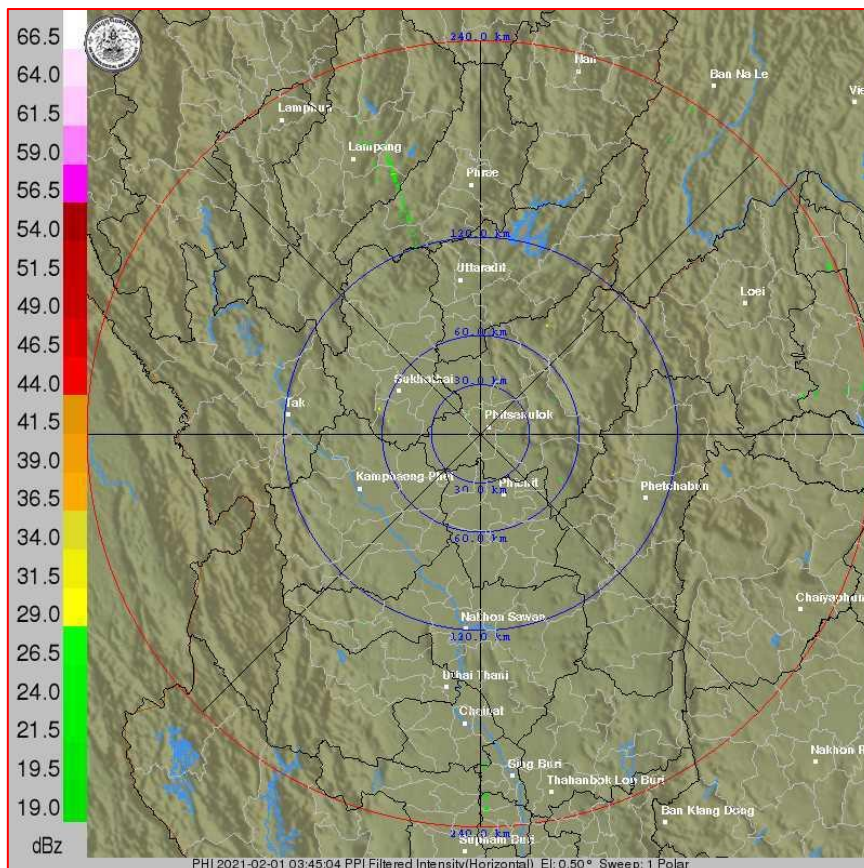 66.5
64.0
61.5
59.0
56.5
54.0
51.5
49.0
46.5
44.0
41.5
39.0
36.5
34.0
31.5
29.0
26.5
24.0
21.5
19.5
19.0
dBz
240.0 km
Nan
Ban Na Le
Vie
Lamphun
Lampang
Phrae
120.0 km
Uttaradit
Loei
60.0 km
30.0 km
Sukhothai
Tak
Phitsanulok
Kamphaeng Phet
Phichit
30.0 km
Phetchabun
60.0 km
Chaiyaphum
Nakhon Sawan
120.0 km
Uthai Thani
Chainat
Sing Buri
Nakhon R
Thahanbok Lop Buri
Ban Klang Dong
240.0 km
Suphan Buri
PHI 2021-02-01 03:45:04 PPI Filtered Intensity(Horizontal) El: 0.50° Sweep: 1 Polar